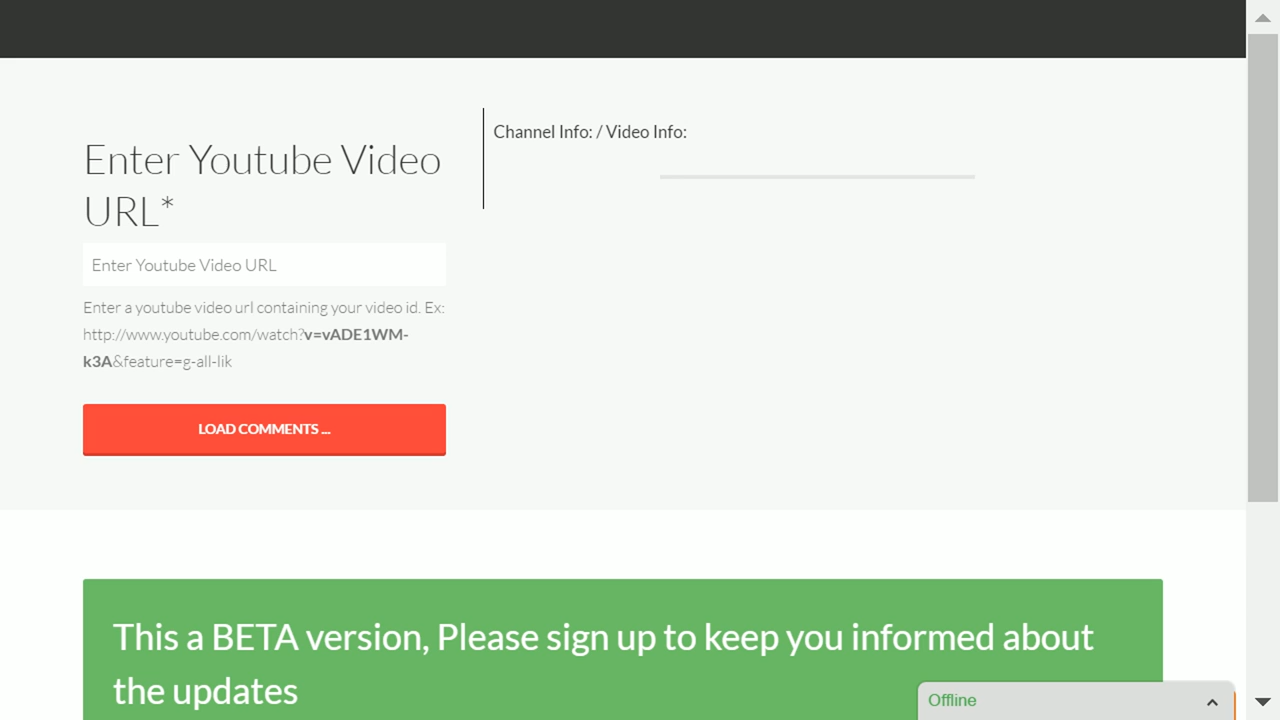 Enter Youtube Video
URL*
Enter Youtube Video URL
Enter a youtube video url containing your video id. Ex:
http://www.youtube.com/watch?v=vADE1WM-
k3A&feature=g-all-lik
LOAD COMMENTS ...
Channel Info: / Video Info:
This a BETA version, Please sign up to keep you informed about
the updates
Offline